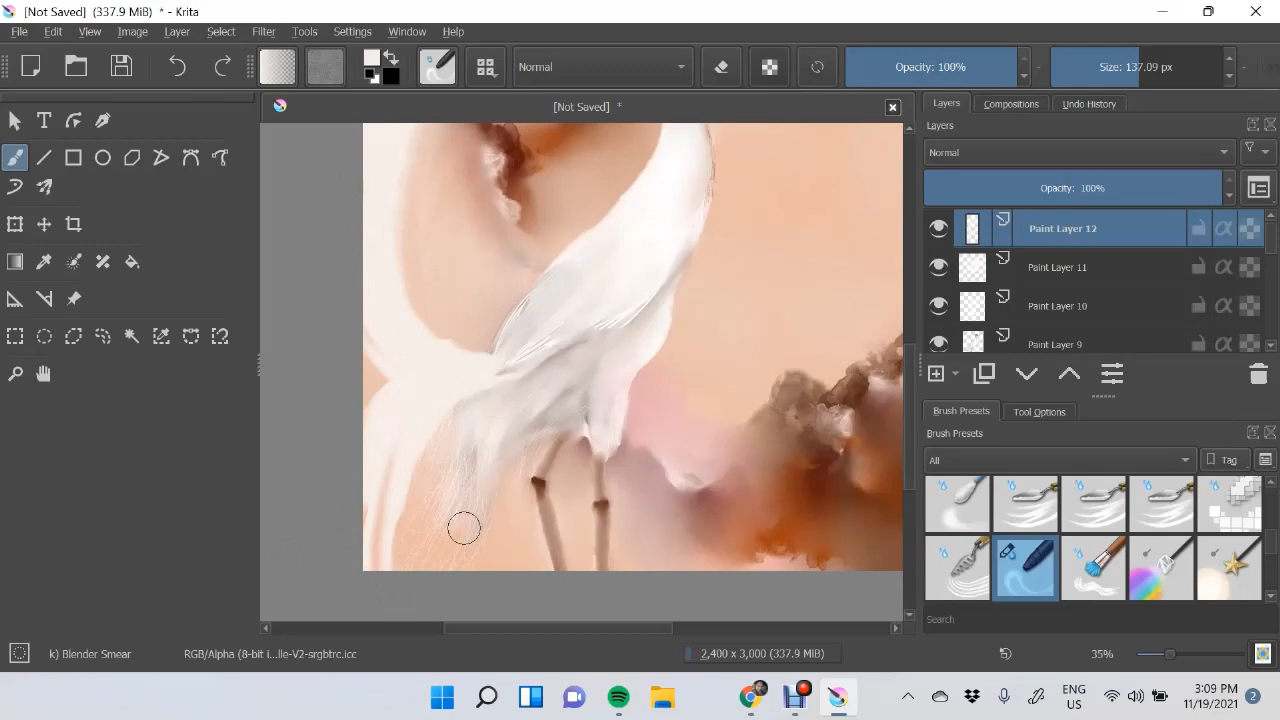 [Not Saved] (337.9 MiB) * - Krita
File Edit View Image Layer Select Filter Tools Settings Window Help
Normal
Opacity: 100%
Size: 137.09 px
[Not Saved] *
Layers Compositions Undo History
Layers
Normal
Opacity: 100%
Paint Layer 12
Paint Layer 11
Paint Layer 10
Paint Layer 9
Brush Presets Tool Options
Brush Presets
All
Tag
Search
k) Blender Smear
RGB/Alpha (8-bit i...lle-V2-srgbtrc.icc
2,400 x 3,000 (337.9 MiB)
35%
ENG
US
3:09 PM
11/19/2021
2